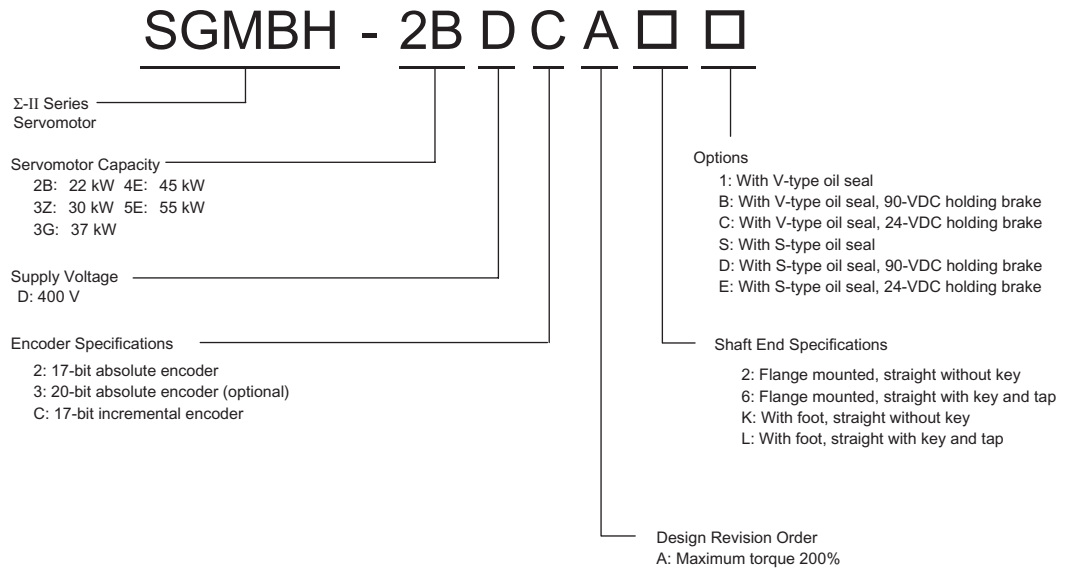 SGMBH - 2B D C A □ □
Σ-II Series
Servomotor
Servomotor Capacity
2B: 22 kW 4E: 45 kW
3Z: 30 kW 5E: 55 kW
3G: 37 kW
Supply Voltage
D: 400 V
Encoder Specifications
2: 17-bit absolute encoder
3: 20-bit absolute encoder (optional)
C: 17-bit incremental encoder
Options
1: With V-type oil seal
B: With V-type oil seal, 90-VDC holding brake
C: With V-type oil seal, 24-VDC holding brake
S: With S-type oil seal
D: With S-type oil seal, 90-VDC holding brake
E: With S-type oil seal, 24-VDC holding brake
Shaft End Specifications
2: Flange mounted, straight without key
6: Flange mounted, straight with key and tap
K: With foot, straight without key
L: With foot, straight with key and tap
Design Revision Order
A: Maximum torque 200%